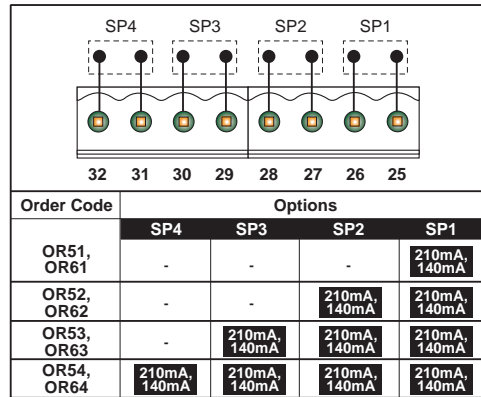 SP4 SP3 SP2 SP1
32 31 30 29 28 27 26 25
Order Code Options
SP4 SP3 SP2 SP1
OR51, OR61 - - - 210mA, 140mA
OR52, OR62 - - 210mA, 140mA 210mA, 140mA
OR53, OR63 - 210mA, 140mA 210mA, 140mA 210mA, 140mA
OR54, OR64 210mA, 140mA 210mA, 140mA 210mA, 140mA 210mA, 140mA